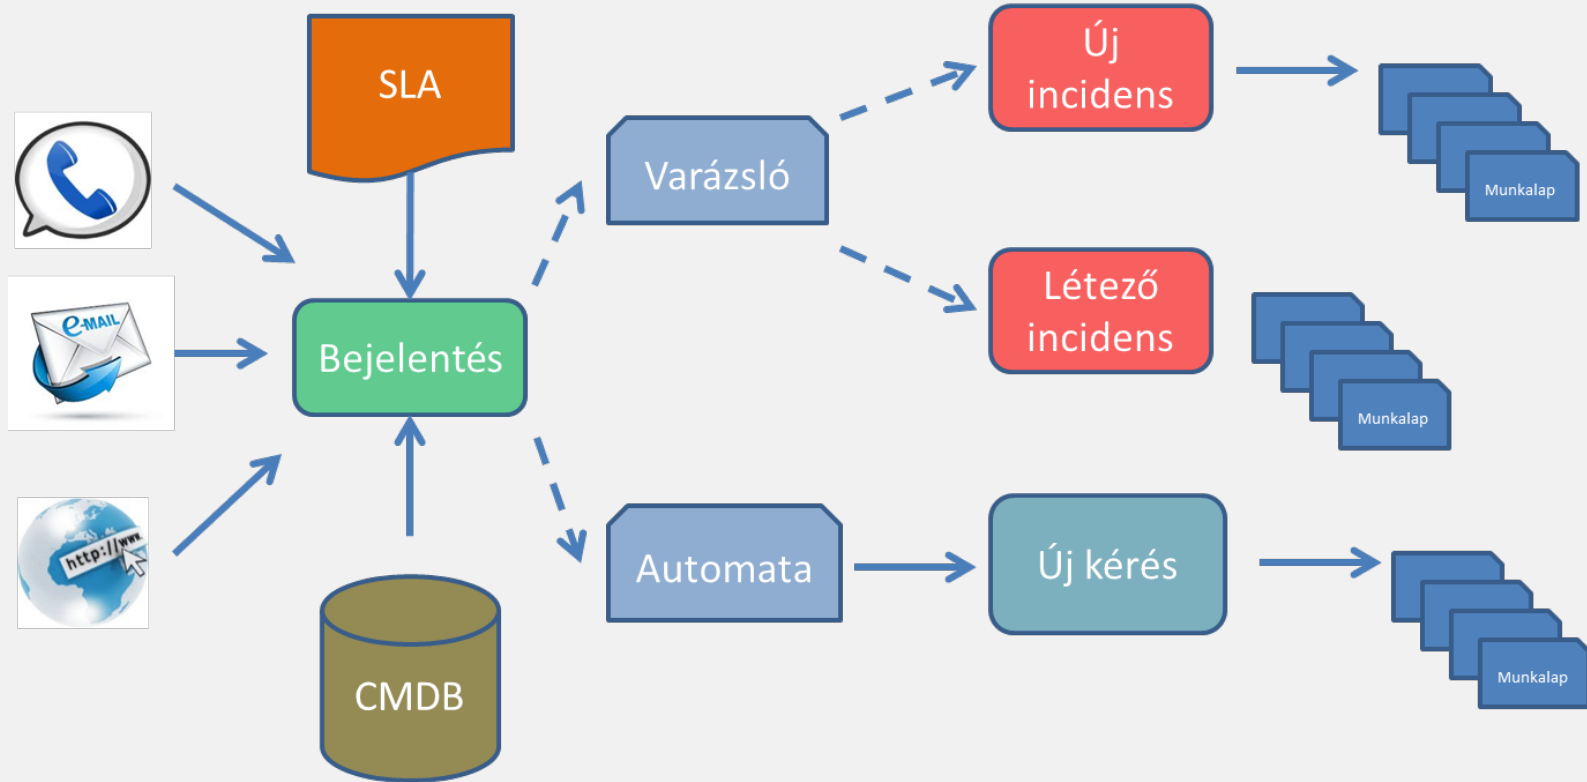 SLA
Új
incidens
Varázsló
Munkalap
e-MAIL
Bejelentés
Létező
incidens
Munkalap
http://www.
Automata
Új kérés
Munkalap
CMDB